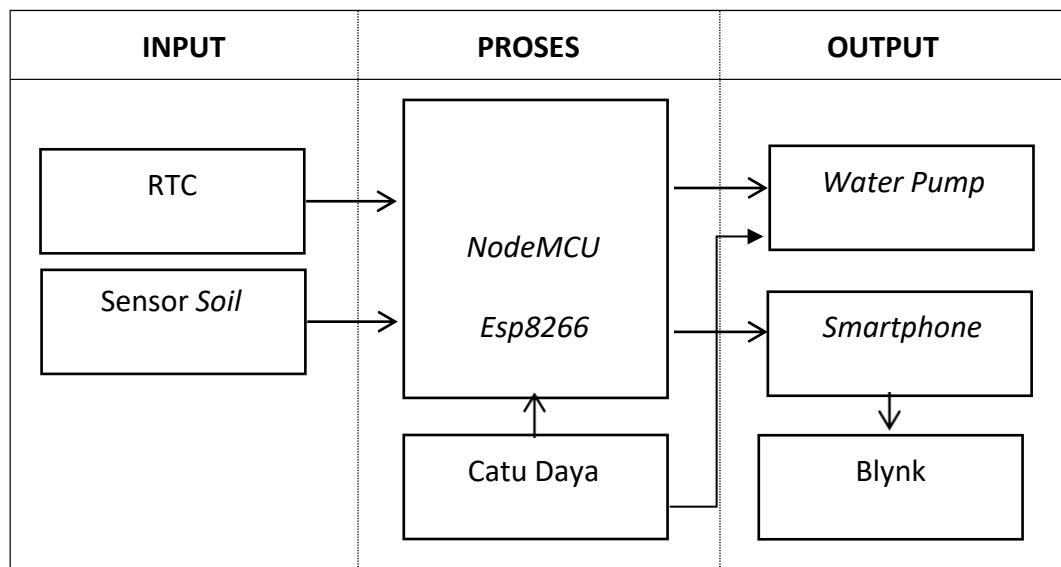 INPUT
PROSES
OUTPUT
RTC
Sensor Soil
NodeMCU
Esp8266
Catu Daya
Water Pump
Smartphone
Blynk